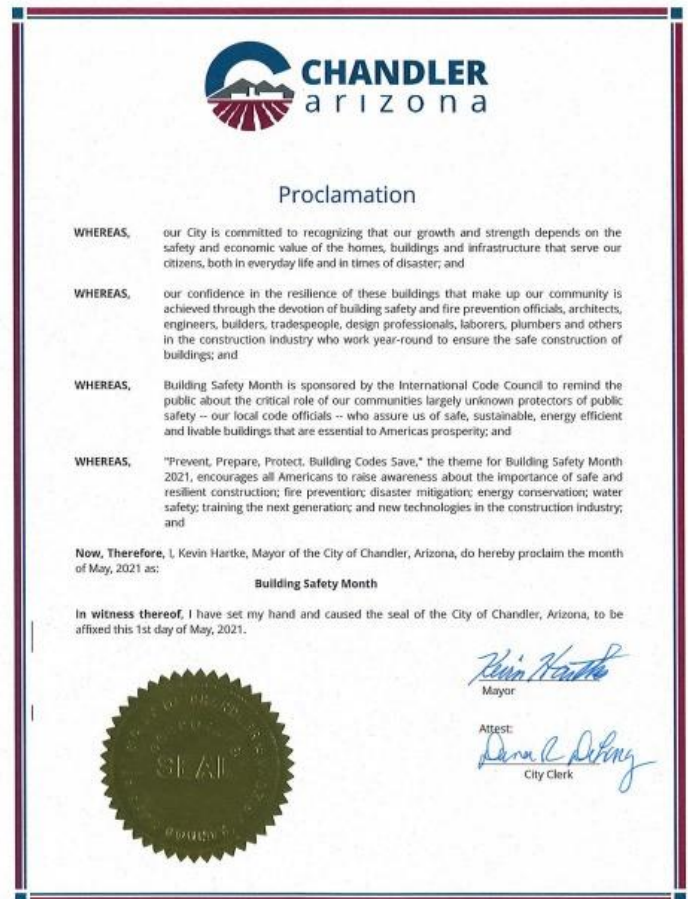 CHANDLER
arizona
Proclamation
WHEREAS, our City is committed to recognizing that our growth and strength depends on the
safety and economic value of the homes, buildings and infrastructure that serve our
citizens, both in everyday life and in times of disaster; and
WHEREAS, our confidence in the resilience of these buildings that make up our community is
achieved through the devotion of building safety and fire prevention officials, architects,
engineers, builders, tradespeople, design professionals, laborers, plumbers and others
in the construction industry who work year-round to ensure the safe construction of
buildings; and
WHEREAS, Building Safety Month is sponsored by the International Code Council to remind the
public about the critical role of our communities largely unknown protectors of public
safety -- our local code officials -- who assure us of safe, sustainable, energy efficient
and livable buildings that are essential to Americas prosperity; and
WHEREAS, "Prevent, Prepare, Protect. Building Codes Save," the theme for Building Safety Month
2021, encourages all Americans to raise awareness about the importance of safe and
resilient construction; fire prevention; disaster mitigation; energy conservation; water
safety; training the next generation; and new technologies in the construction industry;
and
Now, Therefore, I, Kevin Hartke, Mayor of the City of Chandler, Arizona, do hereby proclaim the month
of May, 2021 as:
Building Safety Month
In witness thereof, I have set my hand and caused the seal of the City of Chandler, Arizona, to be
affixed this 1st day of May, 2021.
Kevin Hartke
Mayor
Attest:
Dana R. DeLong
City Clerk
SEAL